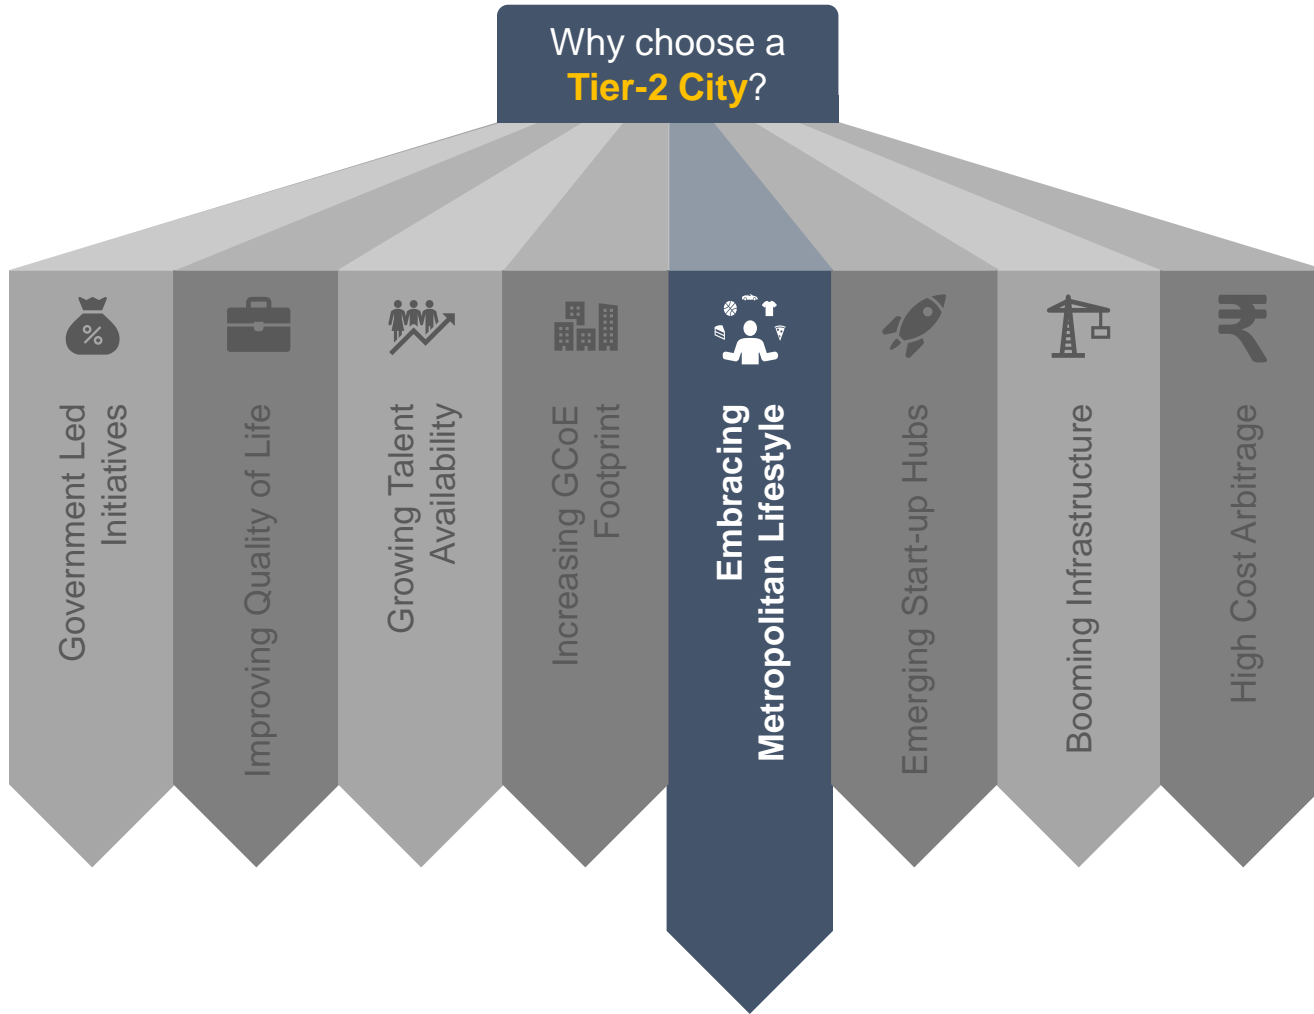 Why choose a
Tier-2 City?
Government Led
Initiatives
Improving Quality of Life
Growing Talent
Availability
Increasing GCoE
Footprint
Embracing
Metropolitan Lifestyle
Emerging Start-up Hubs
Booming Infrastructure
High Cost Arbitrage